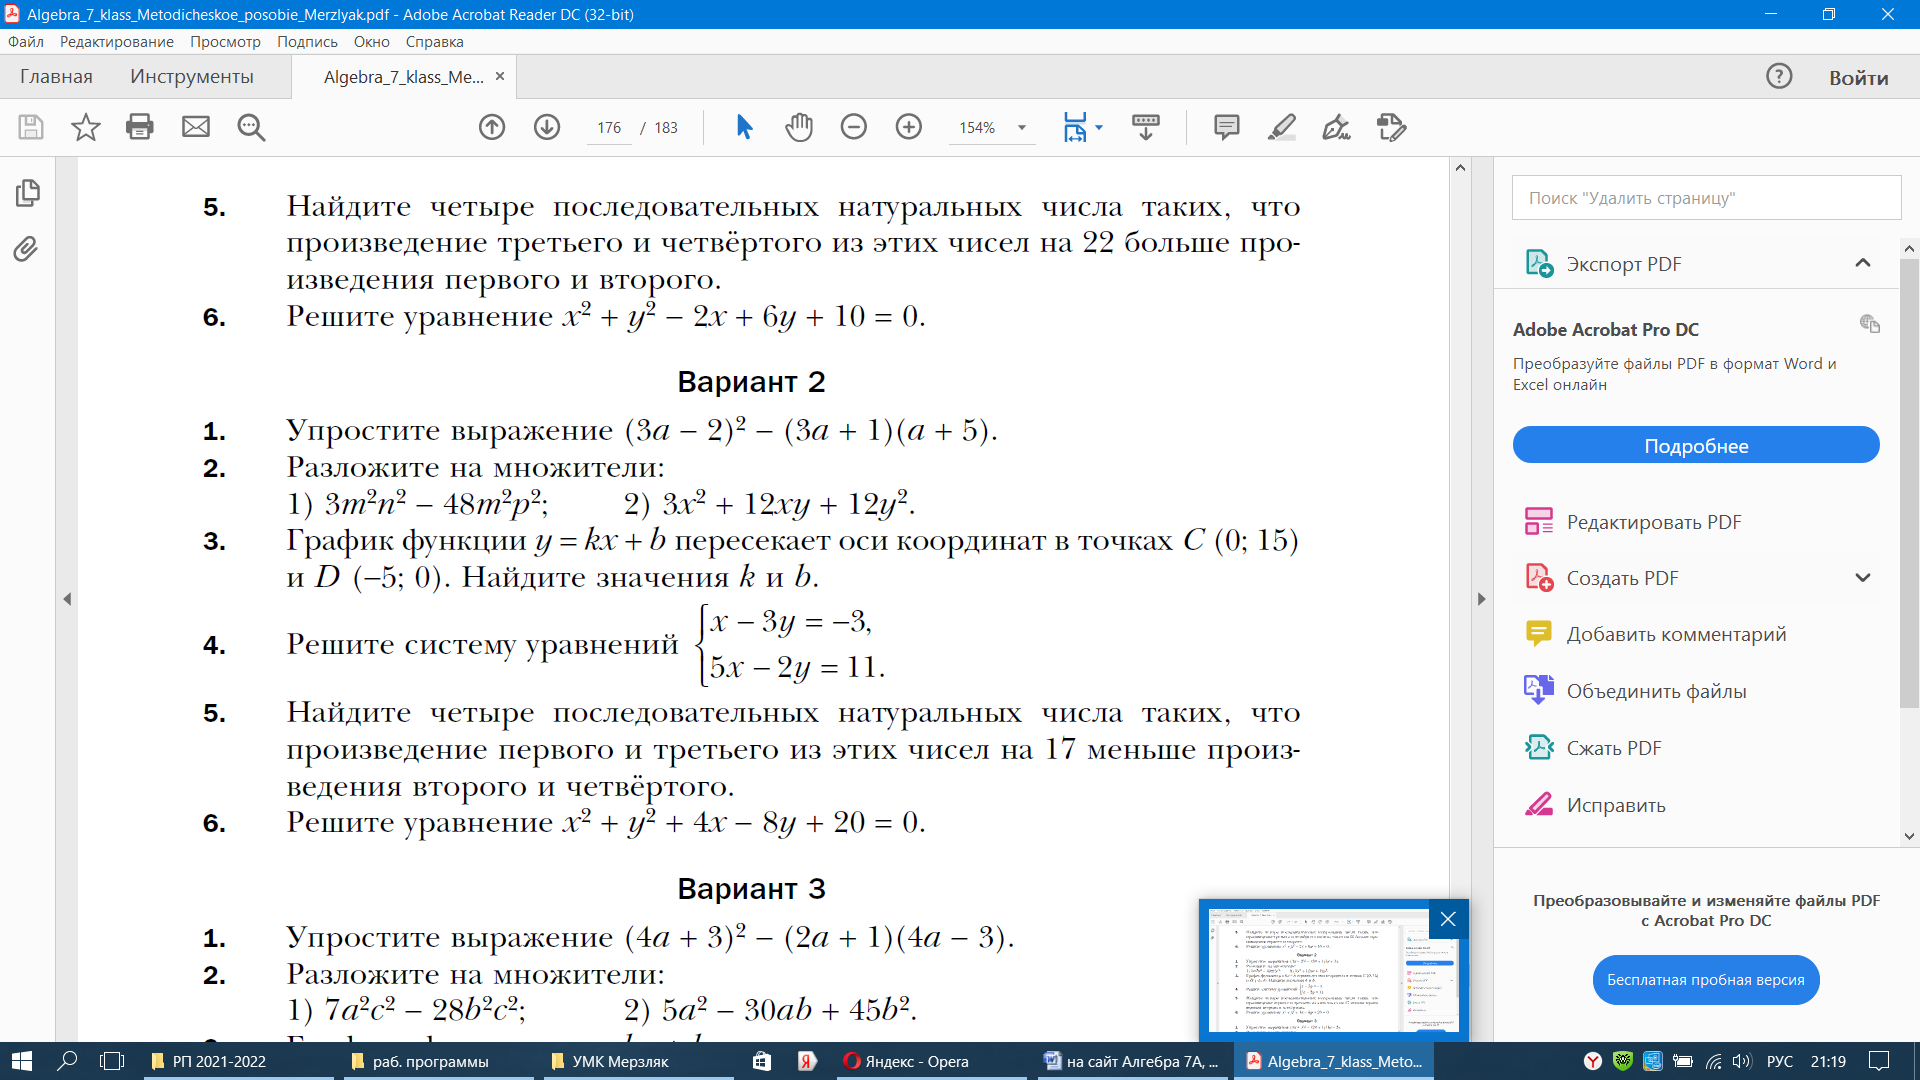 Algebra_7_klass_Metodicheskoe_posobie_Merzlyak.pdf - Adobe Acrobat Reader DC (32-bit)
Файл Редактирование Просмотр Подпись Окно Справка
Главная Инструменты Algebra_7_klass_Me... Войти
176 / 183 154%
5. Найдите четыре последовательных натуральных числа таких, что
произведение третьего и четвёртого из этих чисел на 22 больше про-
изведения первого и второго.
6. Решите уравнение x² + y² − 2x + 6y + 10 = 0.
Вариант 2
1. Упростите выражение (3a − 2)² − (3a + 1)(a + 5).
2. Разложите на множители:
1) 3m²n² − 48m²p²; 2) 3x² + 12xy + 12y².
3. График функции y = kx + b пересекает оси координат в точках C (0; 15)
и D (−5; 0). Найдите значения k и b.
4. Решите систему уравнений { x − 3y = −3,
5x − 2y = 11.
5. Найдите четыре последовательных натуральных числа таких, что
произведение первого и третьего из этих чисел на 17 меньше произ-
ведения второго и четвёртого.
6. Решите уравнение x² + y² + 4x − 8y + 20 = 0.
Вариант 3
1. Упростите выражение (4a + 3)² − (2a + 1)(4a − 3).
2. Разложите на множители:
1) 7a²c² − 28b²c²; 2) 5a² − 30ab + 45b².
Поиск "Удалить страницу"
Экспорт PDF
Adobe Acrobat Pro DC
Преобразуйте файлы PDF в формат Word и
Excel онлайн
Подробнее
Редактировать PDF
Создать PDF
Добавить комментарий
Объединить файлы
Сжать PDF
Исправить
Преобразовывайте и изменяйте файлы PDF
с Acrobat Pro DC
Бесплатная пробная версия
РП 2021-2022 раб. программы УМК Мерзляк Яндекс - Opera на сайт Алгебра 7А, ... Algebra_7_klass_Meto... РУС 21:19